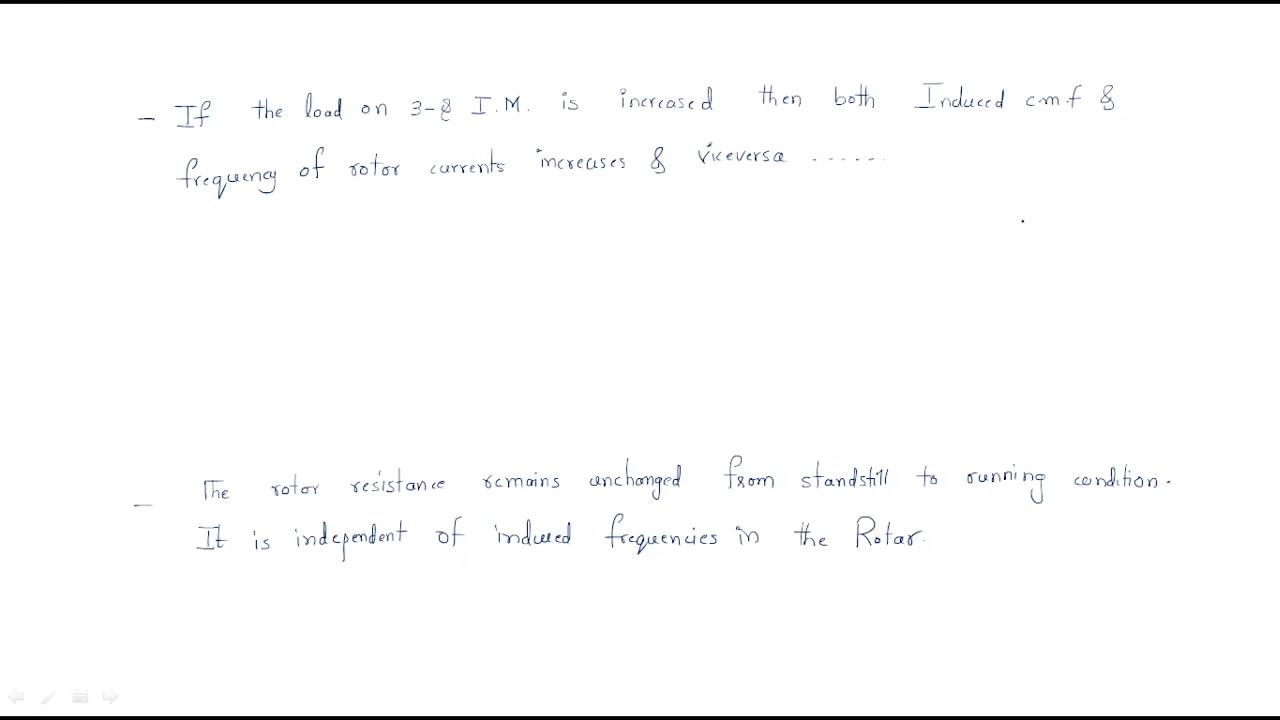 - If the load on 3-ϕ I.M. is increased then both Induced emf &
frequency of rotor currents increases & viceversa ......
- The rotor resistance remains unchanged from standstill to running condition.
It is independent of induced frequencies in the Rotar.